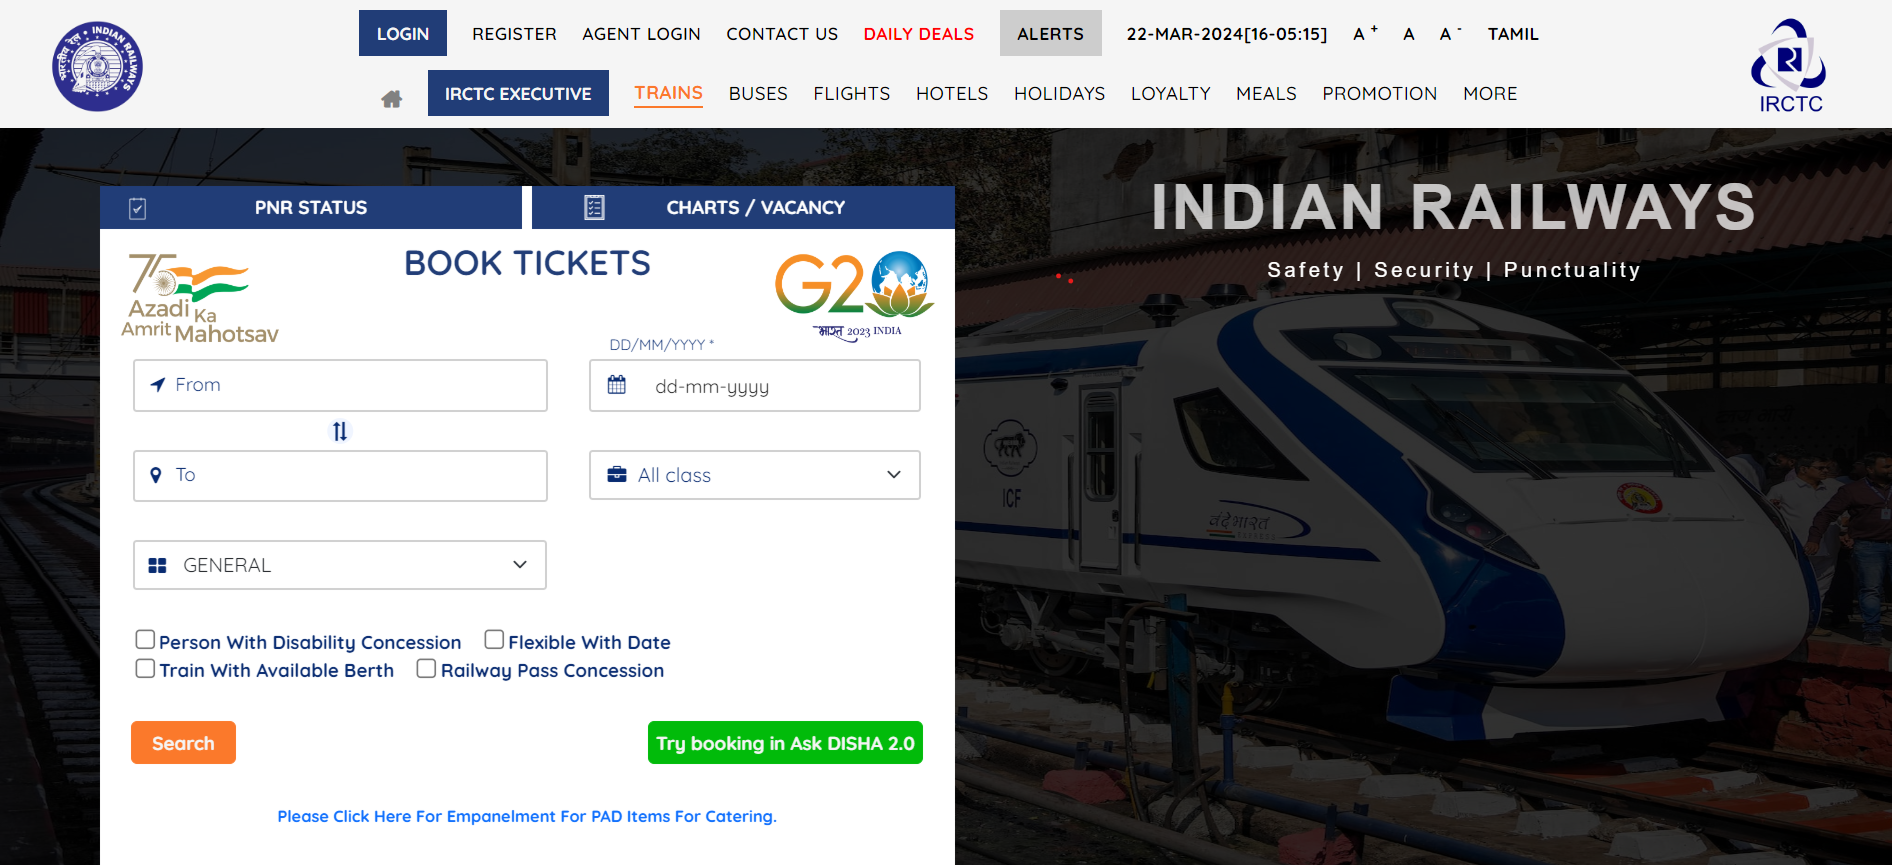 LOGIN REGISTER AGENT LOGIN CONTACT US DAILY DEALS ALERTS 22-MAR-2024[16-05:15] A + A A - TAMIL
IRCTC EXECUTIVE TRAINS BUSES FLIGHTS HOTELS HOLIDAYS LOYALTY MEALS PROMOTION MORE
भारतीय रेल INDIAN RAILWAYS
IRCTC
PNR STATUS
CHARTS / VACANCY
INDIAN RAILWAYS
Safety | Security | Punctuality
BOOK TICKETS
75
Azadi Ka
Amrit Mahotsav
G20
भारत 2023 INDIA
DD/MM/YYYY *
From
dd-mm-yyyy
To
All class
GENERAL
Person With Disability Concession Flexible With Date
Train With Available Berth Railway Pass Concession
Search
Try booking in Ask DISHA 2.0
Please Click Here For Empanelment For PAD Items For Catering.
ICF
वंदे भारत